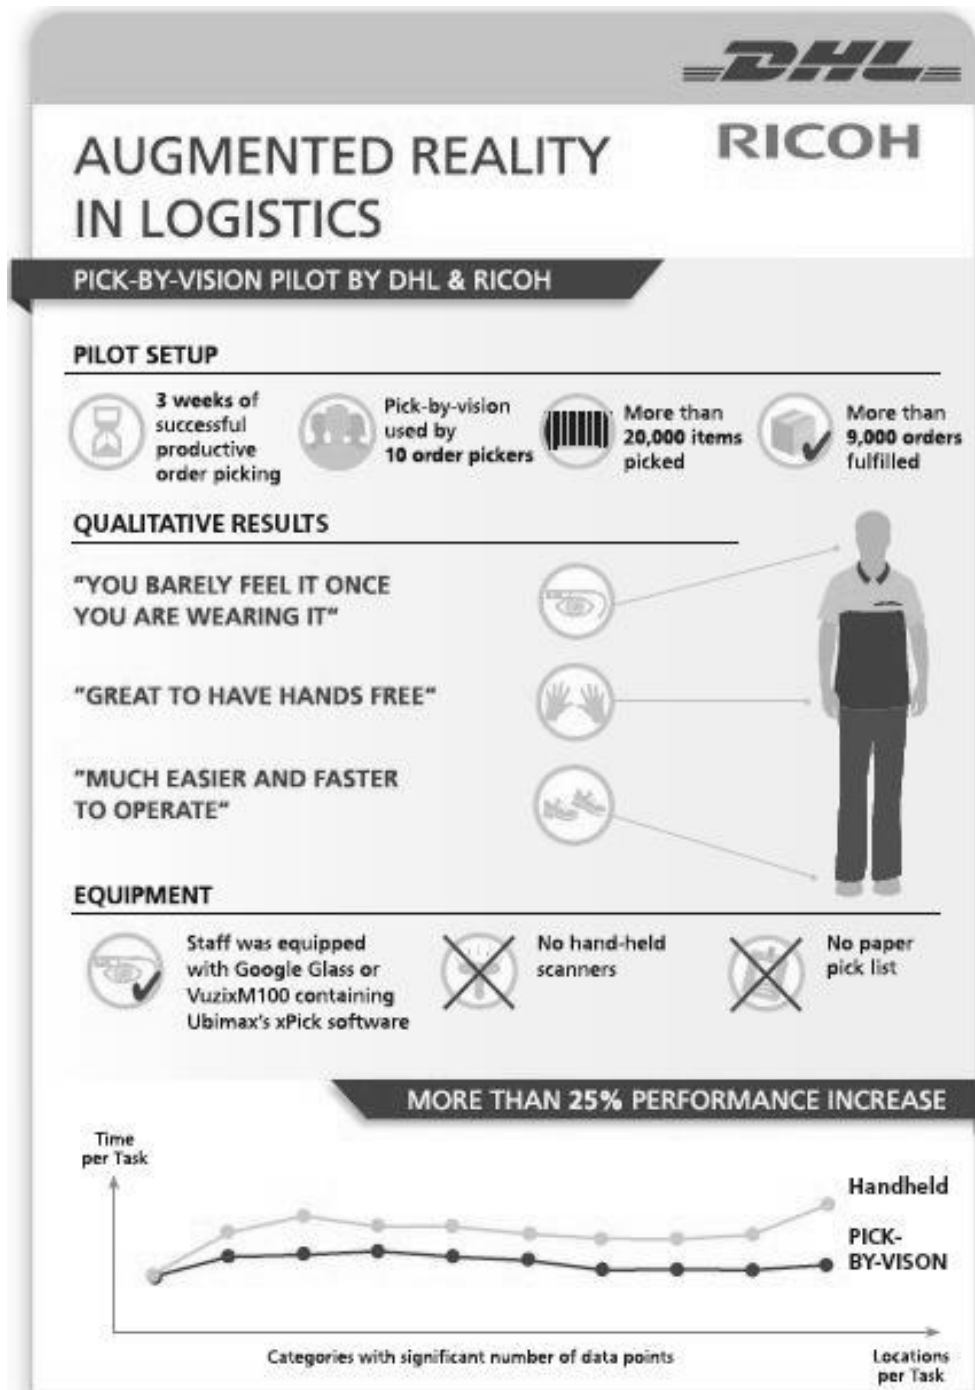 DHL
RICOH
AUGMENTED REALITY
IN LOGISTICS
PICK-BY-VISION PILOT BY DHL & RICOH
PILOT SETUP
3 weeks of
successful
productive
order picking
Pick-by-vision
used by
10 order pickers
More than
20,000 items
picked
More than
9,000 orders
fulfilled
QUALITATIVE RESULTS
"YOU BARELY FEEL IT ONCE
YOU ARE WEARING IT"
"GREAT TO HAVE HANDS FREE"
"MUCH EASIER AND FASTER
TO OPERATE"
EQUIPMENT
Staff was equipped
with Google Glass or
VuzixM100 containing
Ubimax's xPick software
No hand-held
scanners
No paper
pick list
MORE THAN 25% PERFORMANCE INCREASE
Time
per Task
Handheld
PICK-
BY-VISON
Categories with significant number of data points
Locations
per Task